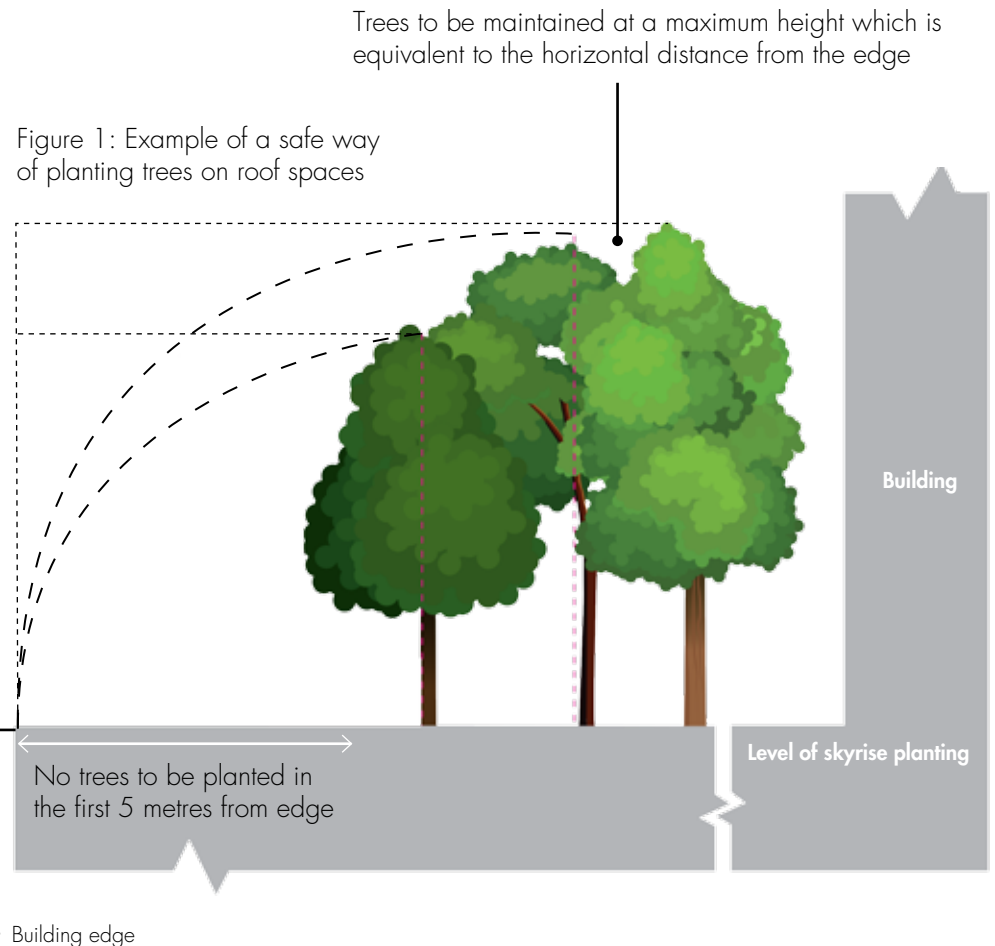 Trees to be maintained at a maximum height which is
equivalent to the horizontal distance from the edge
Figure 1: Example of a safe way
of planting trees on roof spaces
Building
Level of skyrise planting
No trees to be planted in
the first 5 metres from edge
Building edge